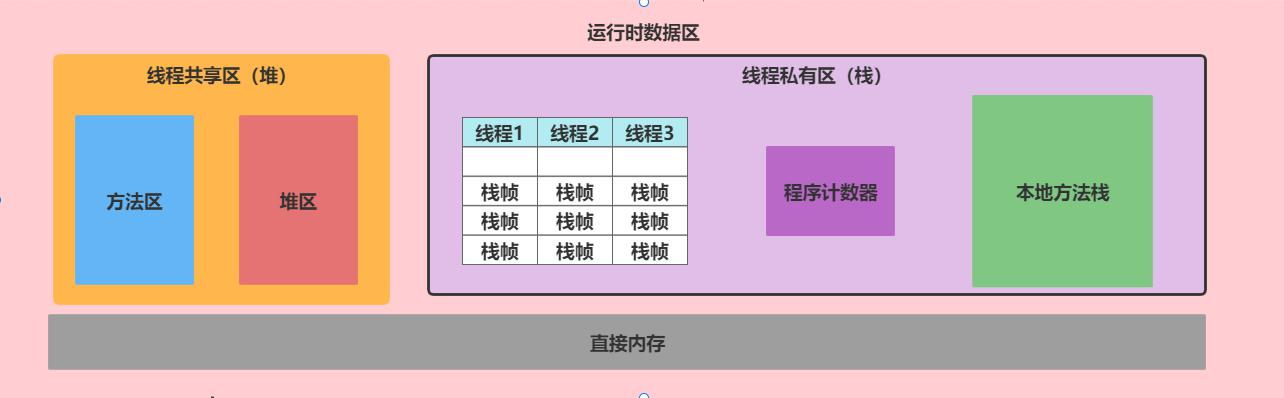 运行时数据区
线程共享区（堆）
方法区
堆区
线程私有区（栈）
线程1 线程2 线程3
栈帧 栈帧 栈帧
栈帧 栈帧 栈帧
栈帧 栈帧 栈帧
程序计数器
本地方法栈
直接内存